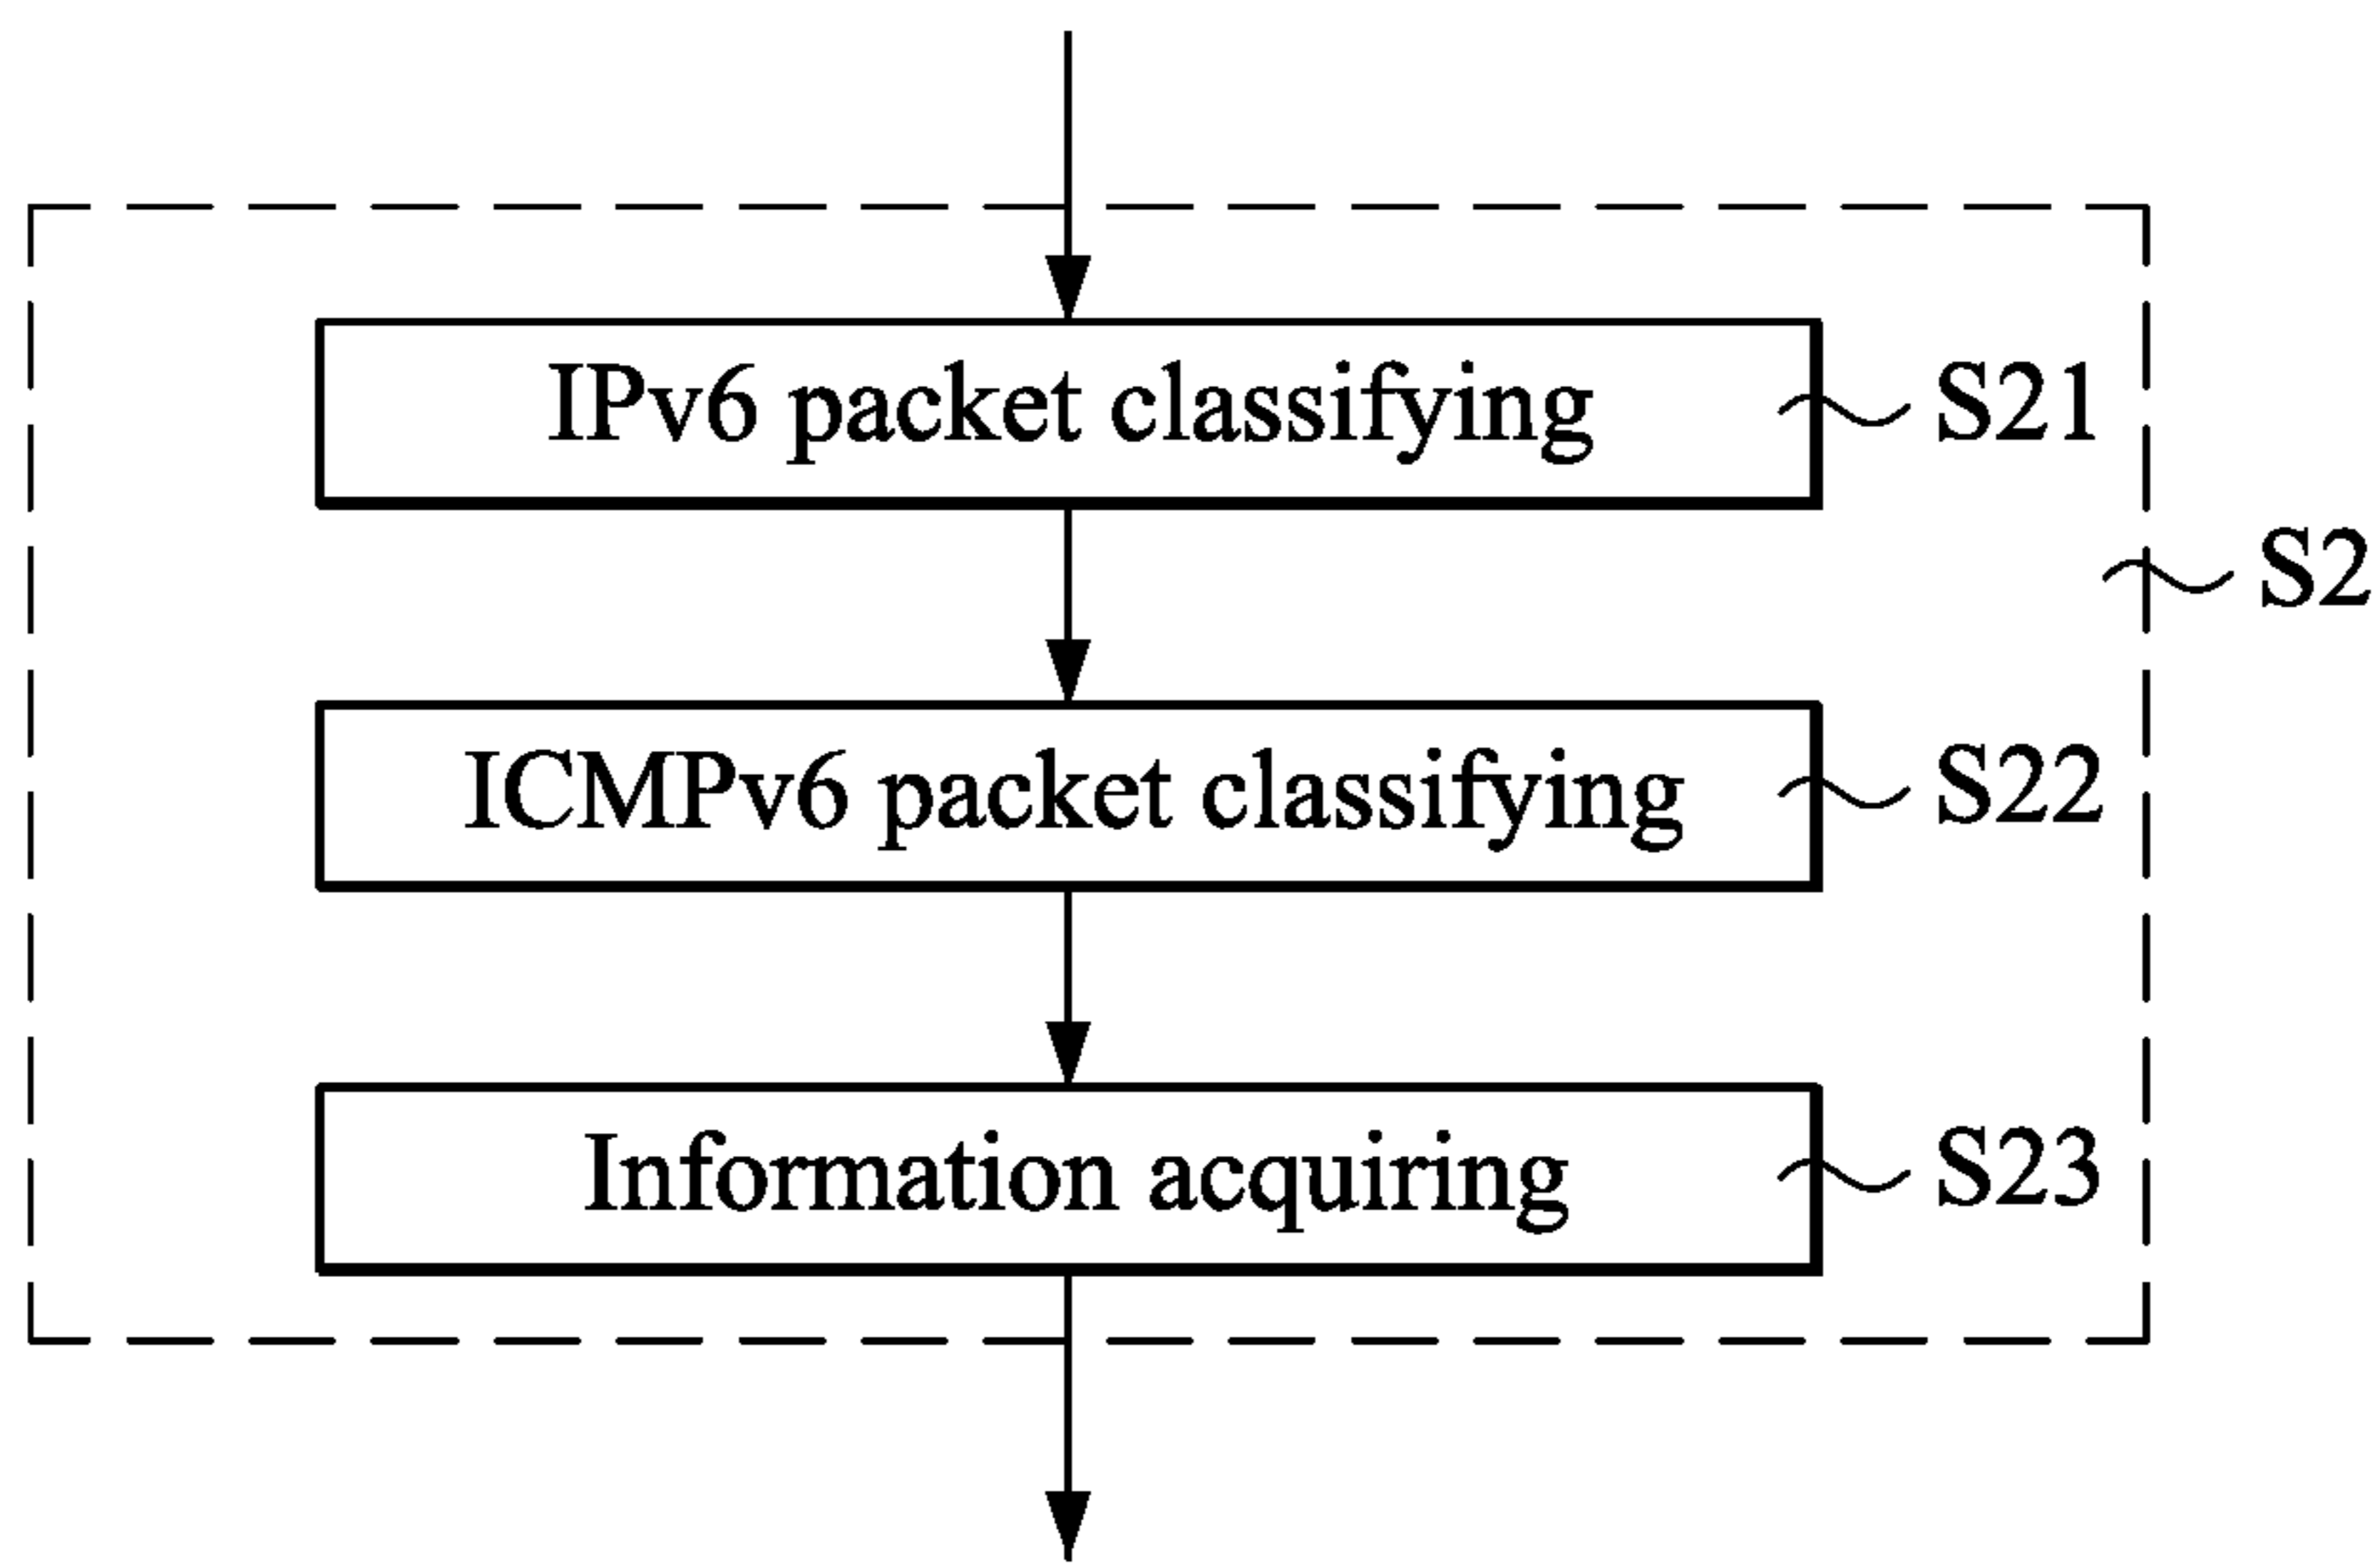 IPv6 packet classifying
S21
S2
ICMPv6 packet classifying
S22
Information acquiring
S23